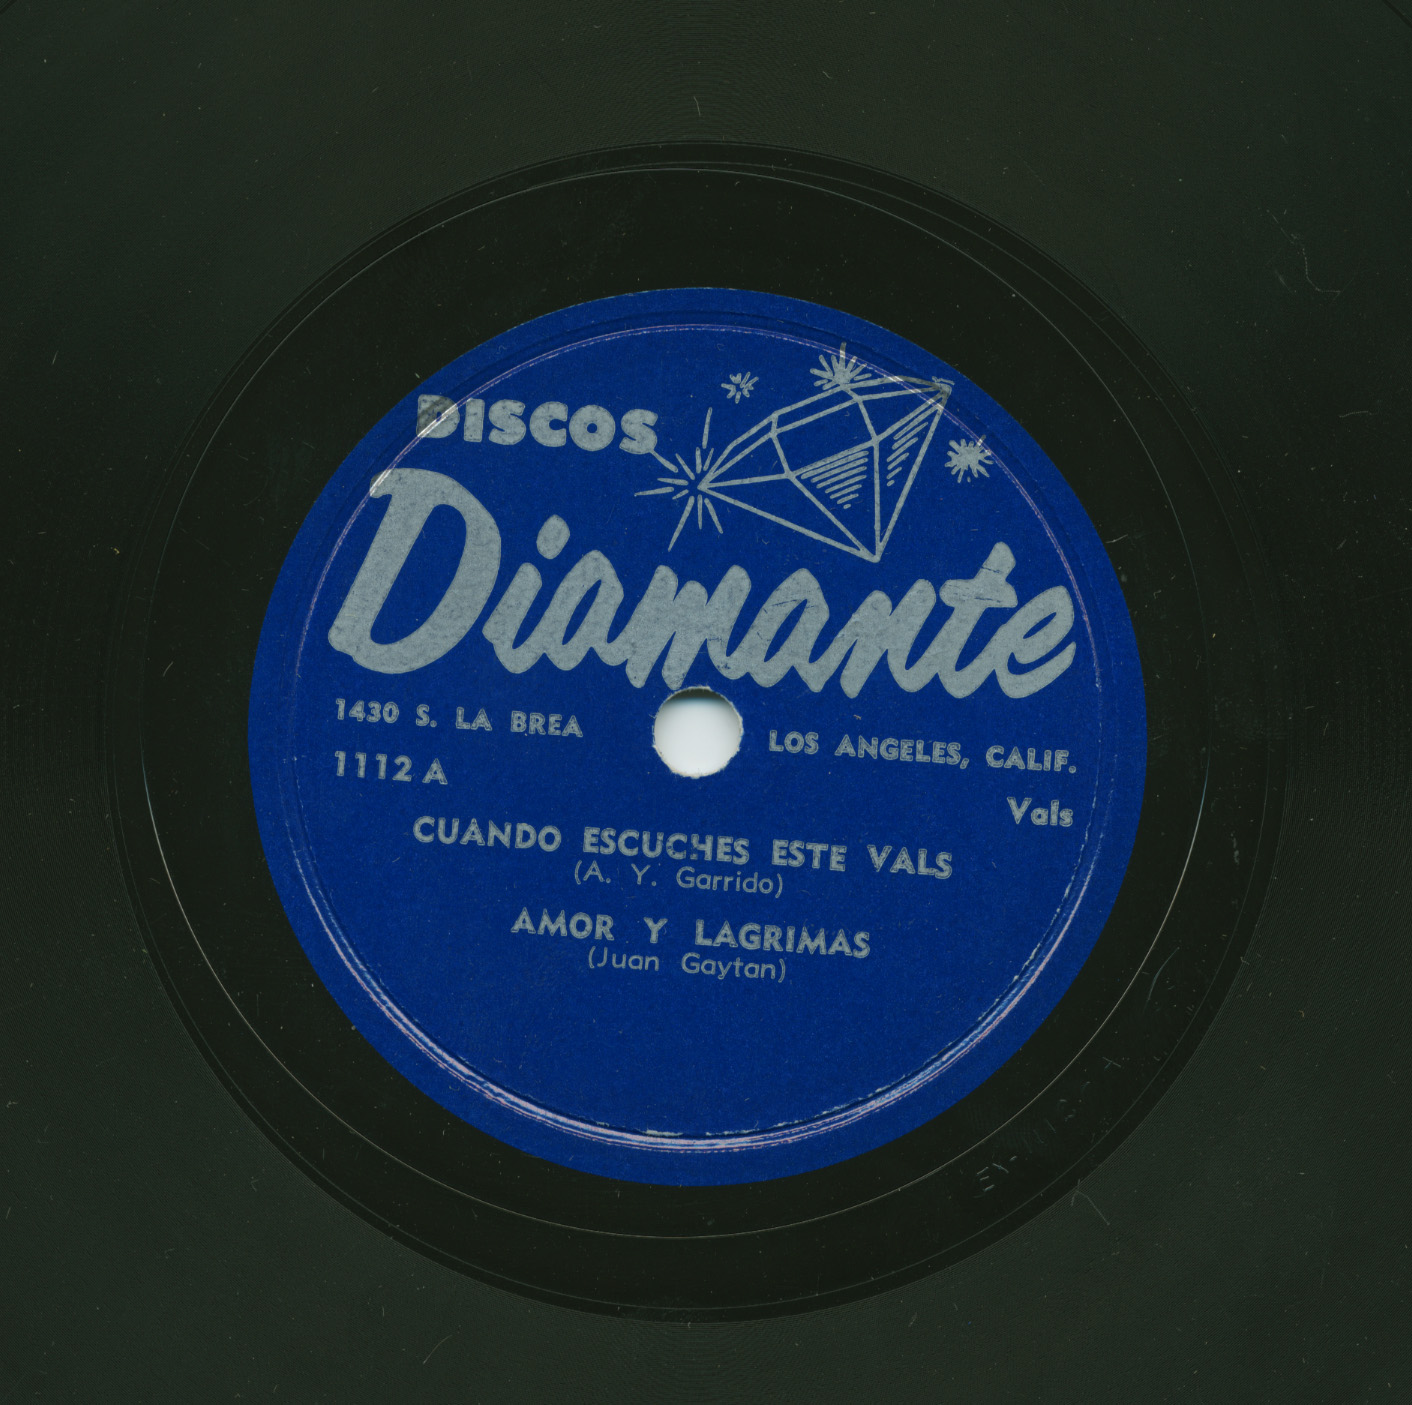 DISCOS
Diamante
1430 S. LA BREA
LOS ANGELES, CALIF.
1112 A
Vals
CUANDO ESCUCHES ESTE VALS
(A. Y. Garrido)
AMOR Y LAGRIMAS
(Juan Gaytan)